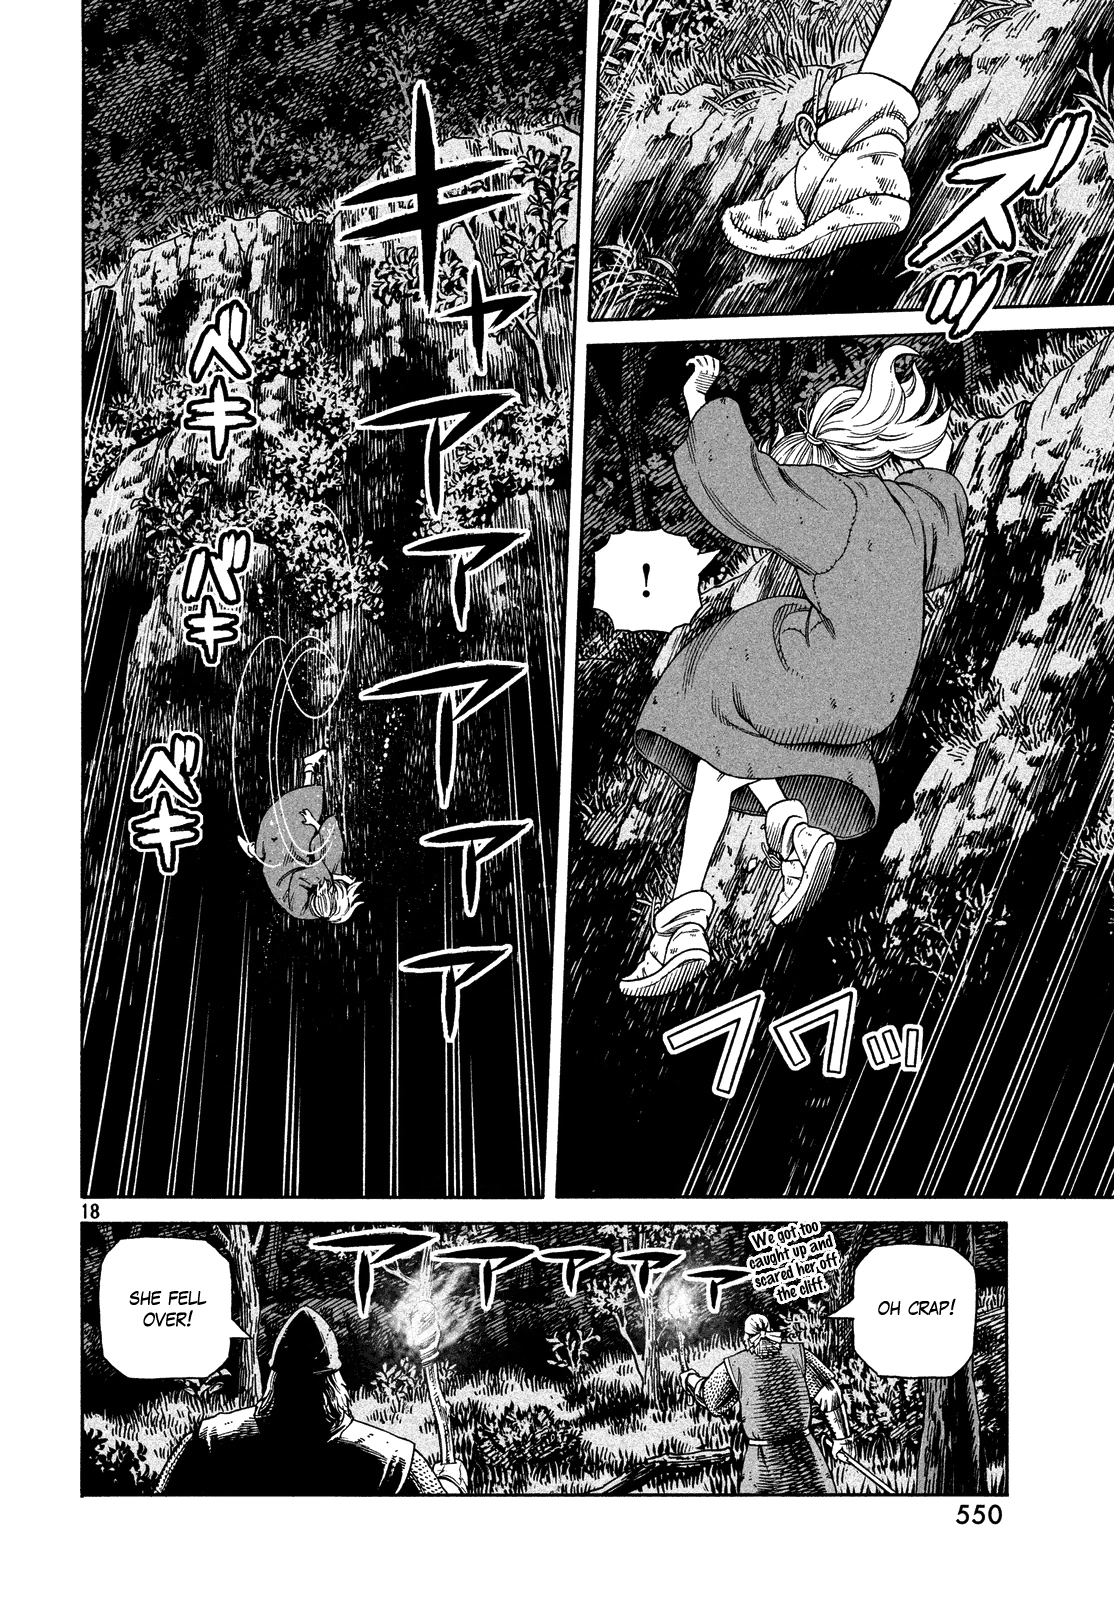 ズ
ッ
!
フワッ
キャアアアアアア
ベキ
ベキ
ベキ
18
OH CRAP!
We got too
caught up and
scared her off
the cliff.
アアアアアア
SHE FELL
OVER!
550